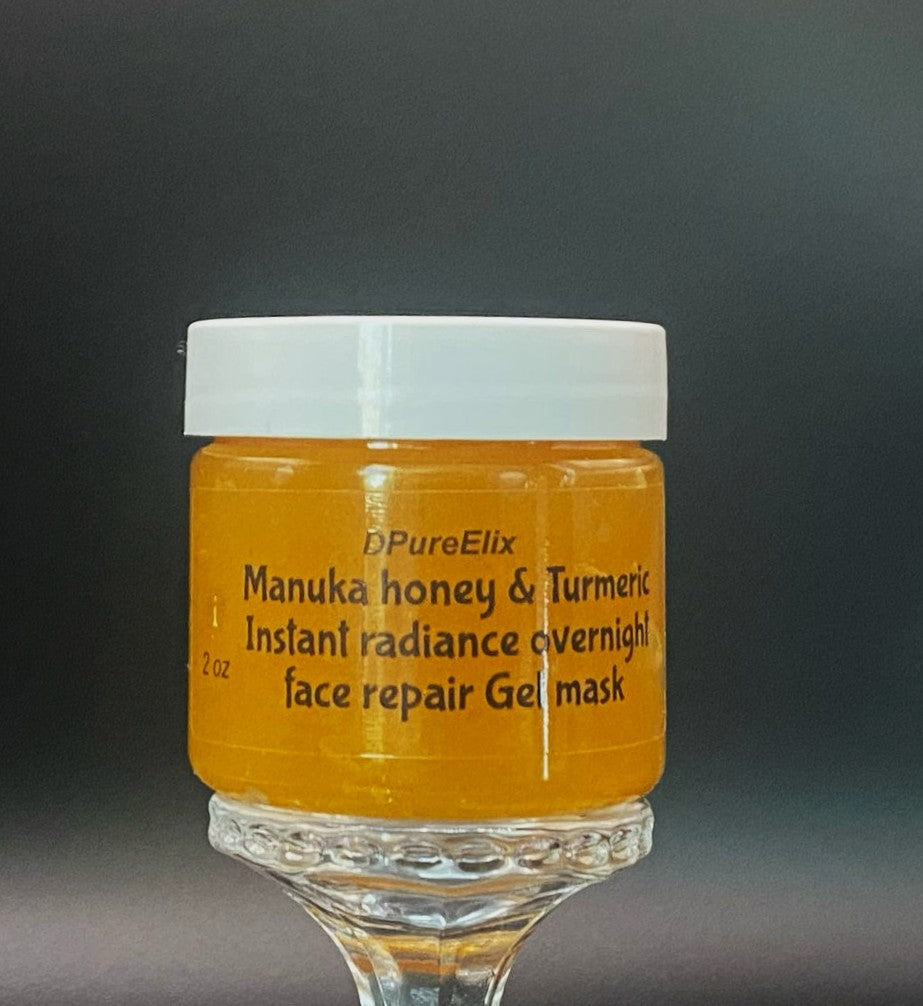 DPureElix
Manuka honey & Turmeric
Instant radiance overnight
face repair Gel mask
2 oz